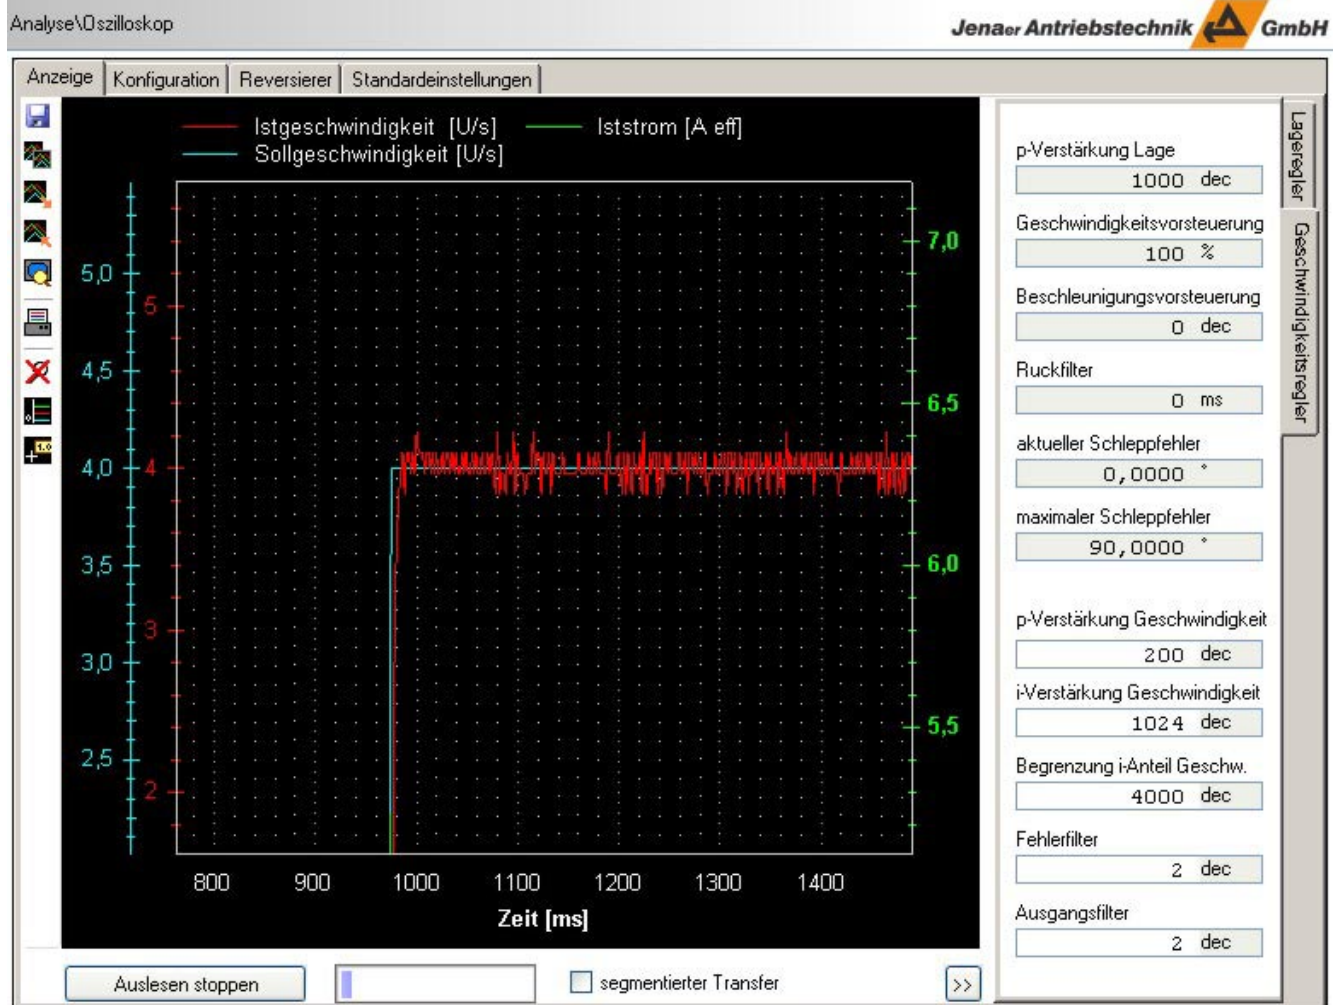 Analyse\Oszilloskop
Jenaer Antriebstechnik GmbH
Anzeige Konfiguration Reversierer Standardeinstellungen
Istgeschwindigkeit [U/s] Iststrom [A eff]
Sollgeschwindigkeit [U/s]
5,0
4,5
4,0
3,5
3,0
2,5
5
4
3
2
7,0
6,5
6,0
5,5
800 900 1000 1100 1200 1300 1400
Zeit [ms]
p-Verstärkung Lage
1000 dec
Geschwindigkeitsvorsteuerung
100 %
Beschleunigungsvorsteuerung
0 dec
Ruckfilter
0 ms
aktueller Schleppfehler
0,0000 °
maximaler Schleppfehler
90,0000 °
p-Verstärkung Geschwindigkeit
200 dec
i-Verstärkung Geschwindigkeit
1024 dec
Begrenzung i-Anteil Geschw.
4000 dec
Fehlerfilter
2 dec
Ausgangsfilter
2 dec
Lageregler
Geschwindigkeitsregler
Auslesen stoppen
segmentierter Transfer
>>